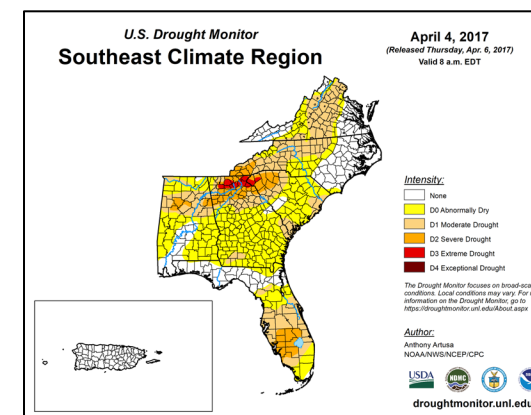 U.S. Drought Monitor
Southeast Climate Region
April 4, 2017
(Released Thursday, Apr. 6, 2017)
Valid 8 a.m. EDT
Intensity:
None
D0 Abnormally Dry
D1 Moderate Drought
D2 Severe Drought
D3 Extreme Drought
D4 Exceptional Drought
The Drought Monitor focuses on broad-sca
conditions. Local conditions may vary. For
information on the Drought Monitor, go to
https://droughtmonitor.unl.edu/About.aspx
Author:
Anthony Artusa
NOAA/NWS/NCEP/CPC
USDA
NDMC
droughtmonitor.unl.edu